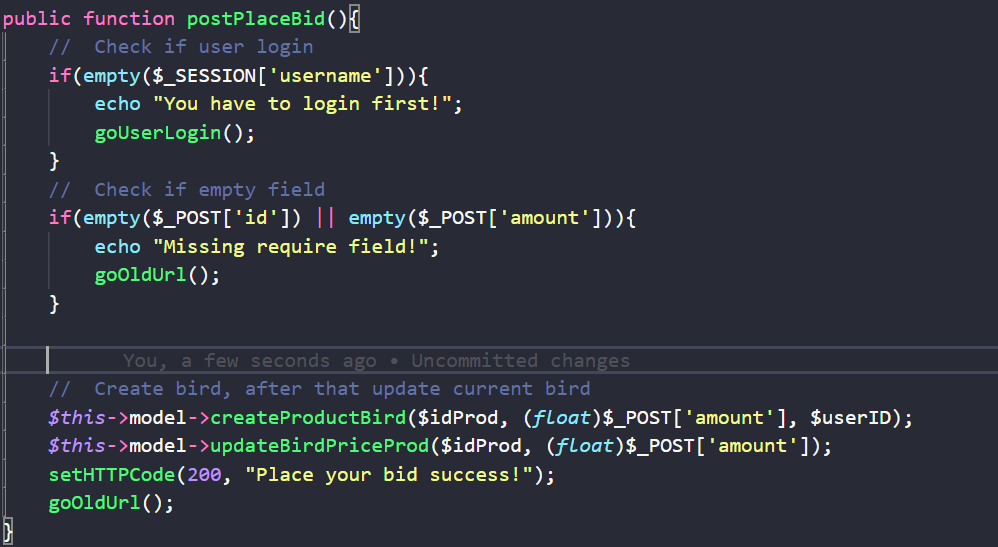 public function postPlaceBid(){
    //  Check if user login
    if(empty($_SESSION['username'])){
        echo "You have to login first!";
        goUserLogin();
    }
    //  Check if empty field
    if(empty($_POST['id']) || empty($_POST['amount'])){
        echo "Missing require field!";
        goOldUrl();
    }
You, a few seconds ago • Uncommitted changes
    //  Create bird, after that update current bird
    $this->model->createProductBird($idProd, (float)$_POST['amount'], $userID);
    $this->model->updateBirdPriceProd($idProd, (float)$_POST['amount']);
    setHTTPCode(200, "Place your bid success!");
    goOldUrl();
}